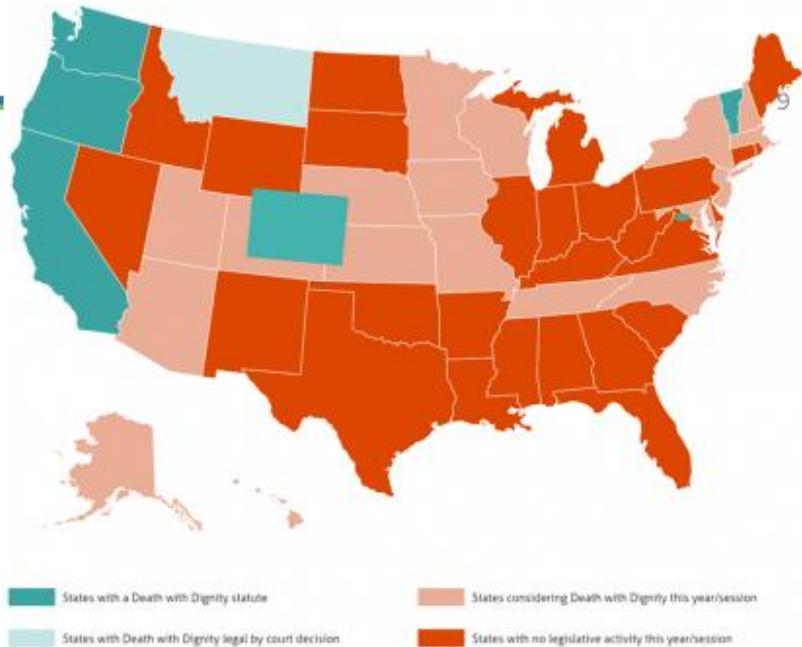 9
States with a Death with Dignity statute
States considering Death with Dignity this year/session
States with Death with Dignity legal by court decision
States with no legislative activity this year/session